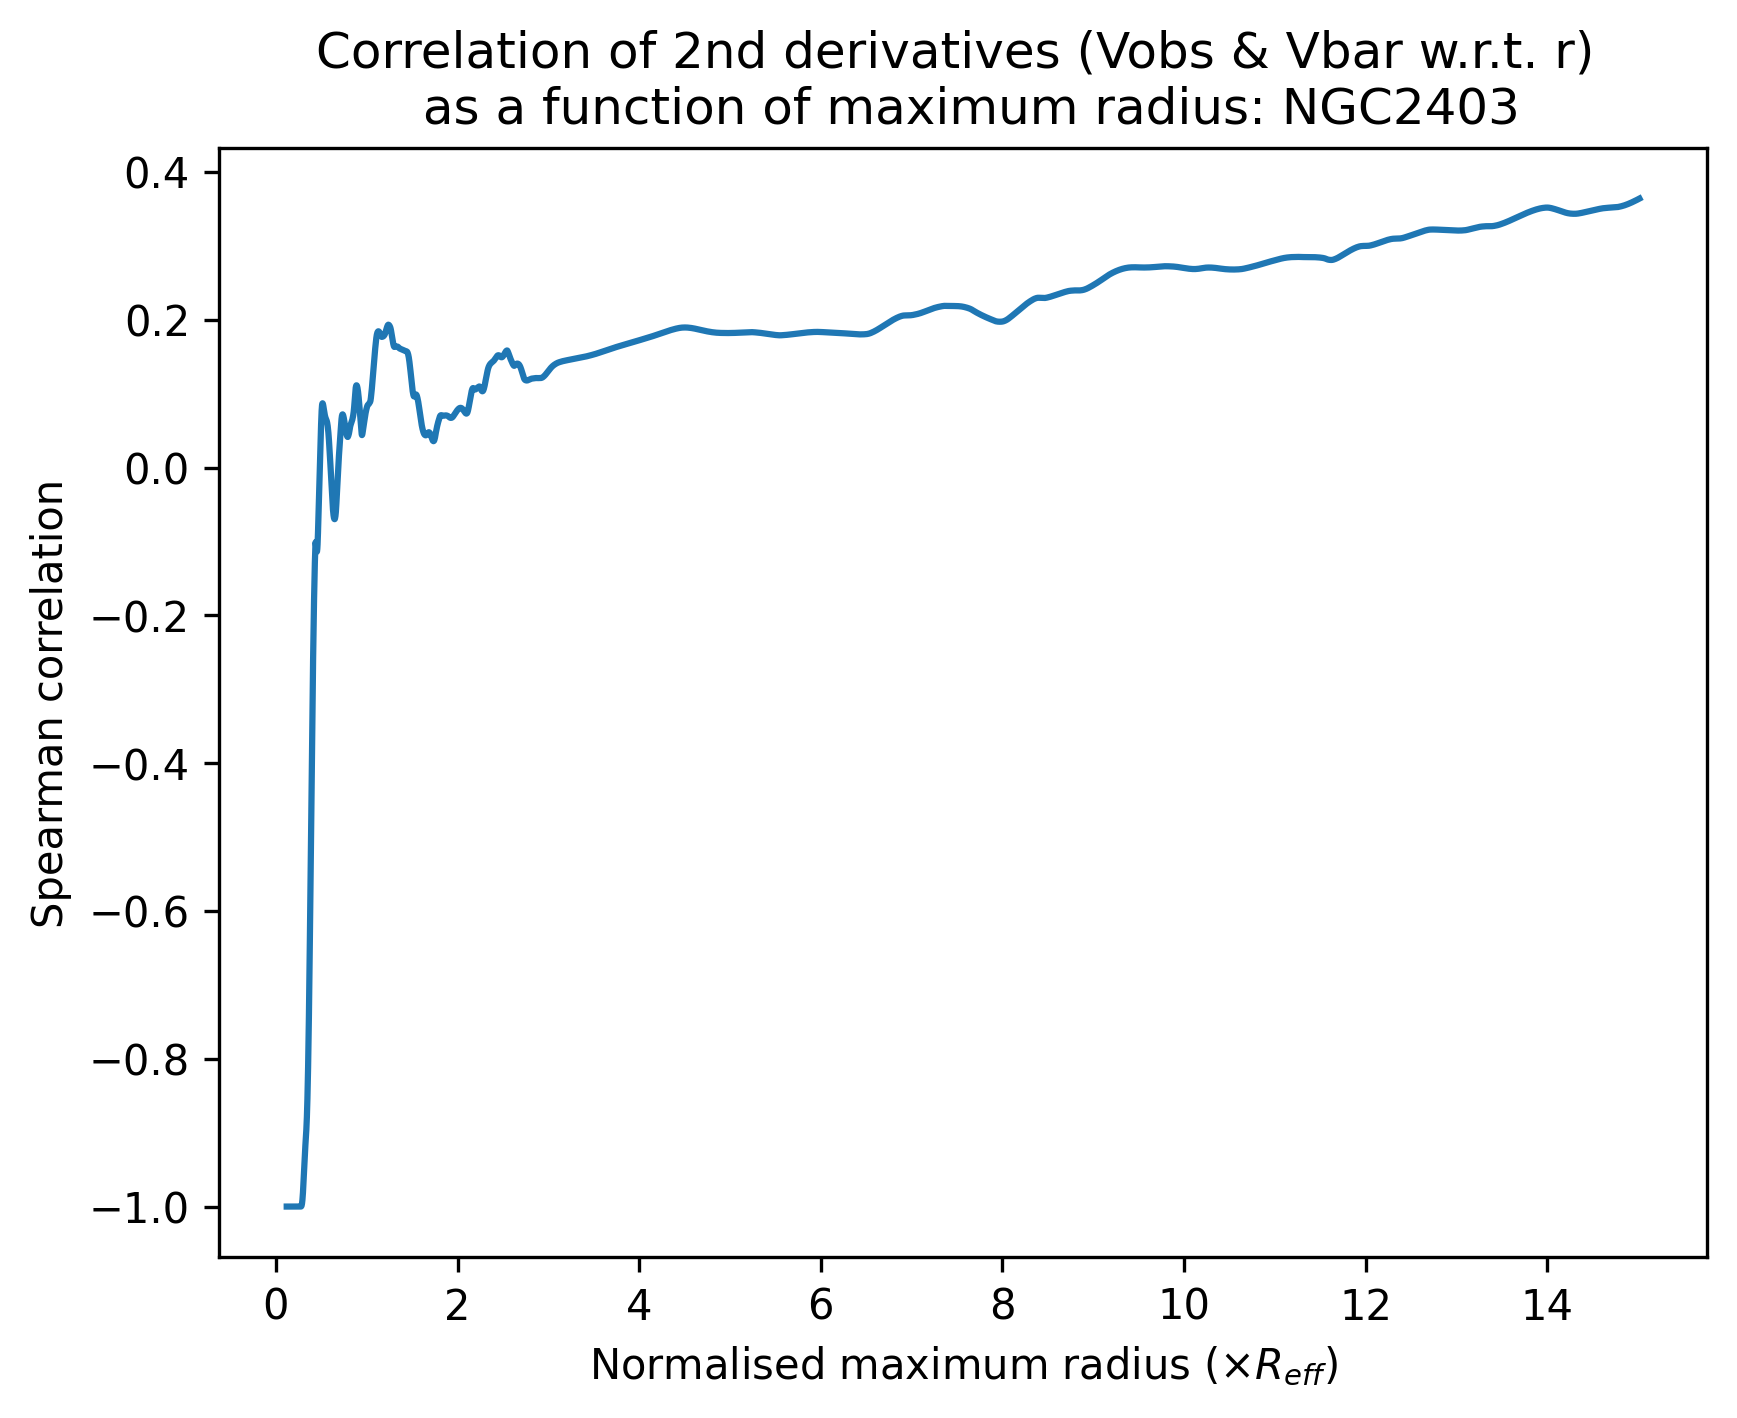 Correlation of 2nd derivatives (Vobs & Vbar w.r.t. r)
as a function of maximum radius: NGC2403
0.4
0.2
0.0
−0.2
−0.4
−0.6
−0.8
−1.0
Spearman correlation
0 2 4 6 8 10 12 14
Normalised maximum radius (×R_eff)